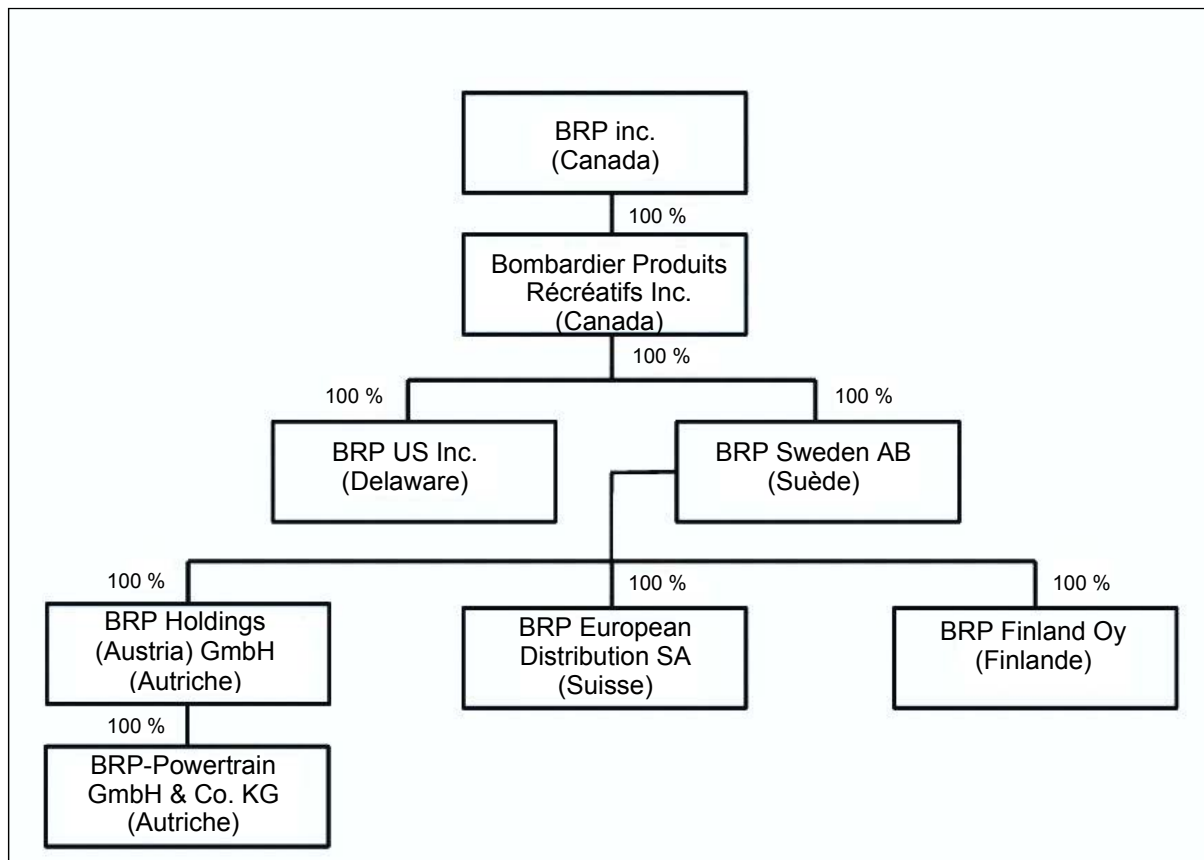 BRP inc.
(Canada)
100 %
Bombardier Produits
Récréatifs Inc.
(Canada)
100 %
100 %
100 %
BRP US Inc.
(Delaware)
BRP Sweden AB
(Suède)
100 %
100 %
100 %
BRP Holdings
(Austria) GmbH
(Autriche)
BRP European
Distribution SA
(Suisse)
BRP Finland Oy
(Finlande)
100 %
BRP-Powertrain
GmbH & Co. KG
(Autriche)